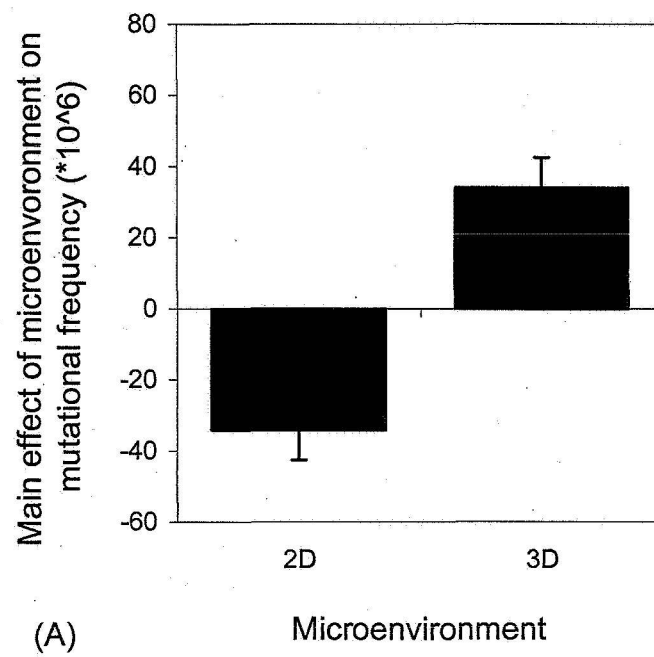 Main effect of microenvoronment on
mutational frequency (*10^6)
80
60
40
20
0
-20
-40
-60
2D
3D
(A)
Microenvironment